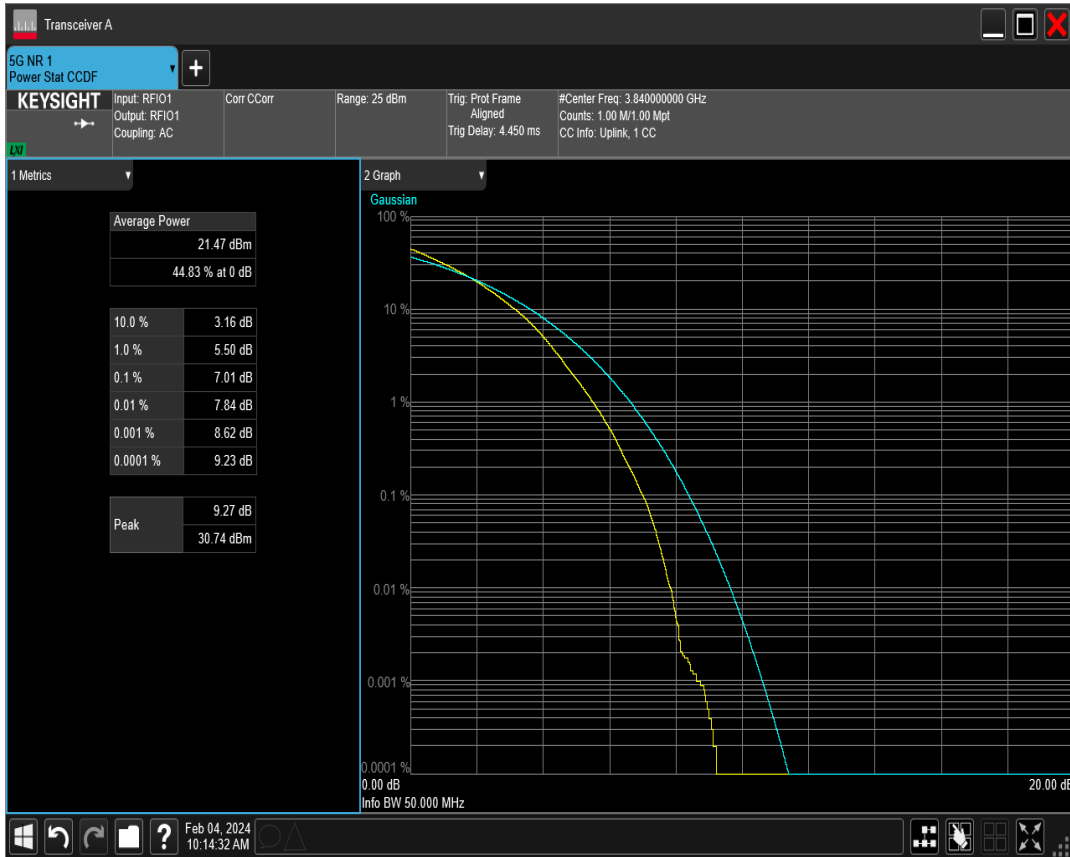 Transceiver A
5G NR 1
Power Stat CCDF
KEYSIGHT
LXI
Input: RFIO1
Output: RFIO1
Coupling: AC
Corr CCorr
Range: 25 dBm
Trig: Prot Frame
Aligned
Trig Delay: 4.450 ms
#Center Freq: 3.840000000 GHz
Counts: 1.00 M/1.00 Mpt
CC Info: Uplink, 1 CC
1 Metrics
Average Power
21.47 dBm
44.83 % at 0 dB
10.0 % 3.16 dB
1.0 % 5.50 dB
0.1 % 7.01 dB
0.01 % 7.84 dB
0.001 % 8.62 dB
0.0001 % 9.23 dB
Peak
9.27 dB
30.74 dBm
2 Graph
Gaussian
100 %
10 %
1 %
0.1 %
0.01 %
0.001 %
0.0001 %
0.00 dB 20.00 dB
Info BW 50.000 MHz
Feb 04, 2024
10:14:32 AM